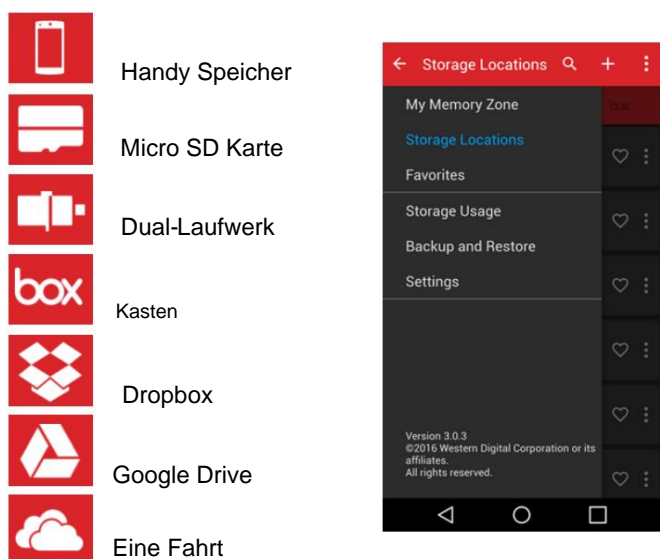 Handy Speicher
Micro SD Karte
Dual-Laufwerk
box
Kasten
Dropbox
Google Drive
Eine Fahrt
Storage Locations
My Memory Zone
box
Storage Locations
Favorites
Storage Usage
Backup and Restore
Settings
Version 3.0.3
©2016 Western Digital Corporation or its
affiliates.
All rights reserved.